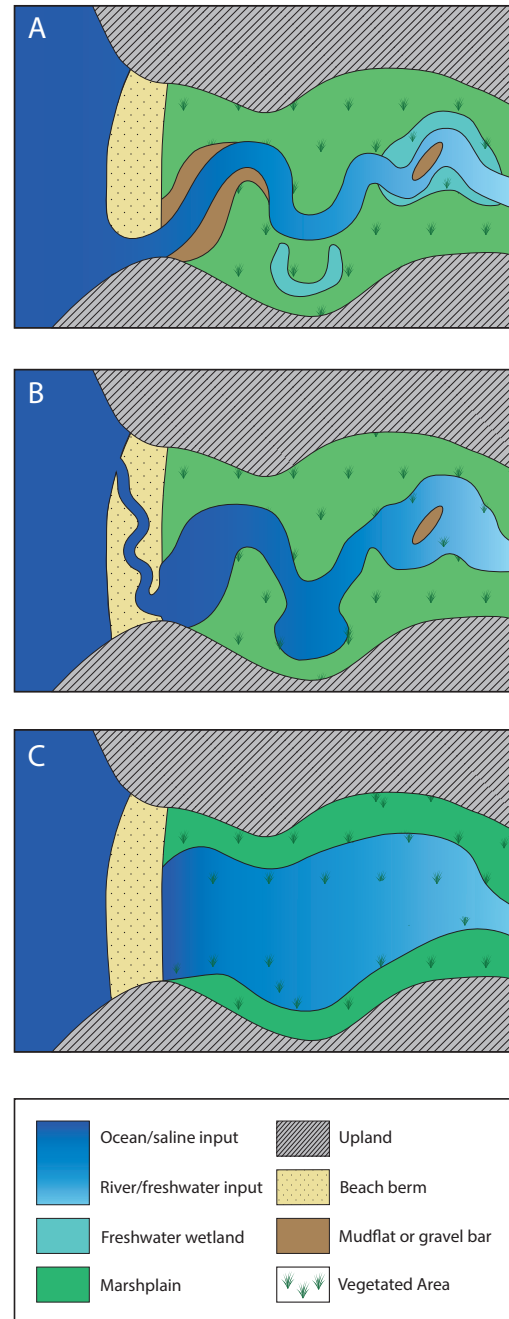 A
B
C
Ocean/saline input
River/freshwater input
Freshwater wetland
Marshplain
Upland
Beach berm
Mudflat or gravel bar
Vegetated Area